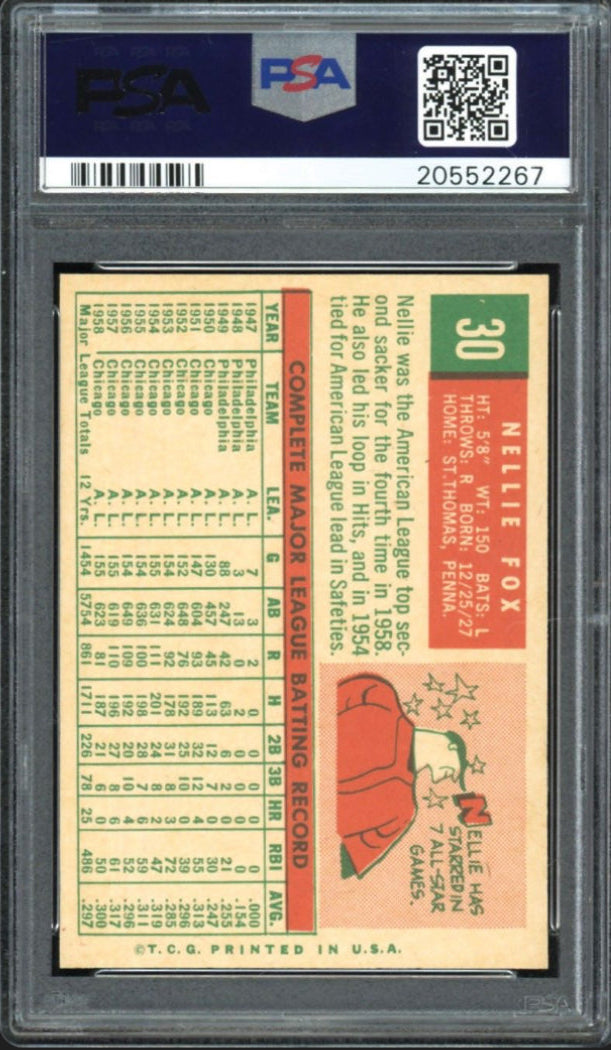 PSA
PSA
20552267
30
NELLIE FOX
HT: 5'8" WT: 150 BATS: L
THROWS: R BORN: 12/25/27
HOME: ST.THOMAS, PENNA.
Nellie was the American League top sec-
ond sacker for the fourth time in 1958.
He also led his loop in Hits, and in 1954
tied for American League lead in Safeties.
NELLIE HAS
STARRED IN
7 ALL-STAR
GAMES.
COMPLETE MAJOR LEAGUE BATTING RECORD
YEAR TEAM LEA. G AB R H 2B 3B HR RBI AVG.
1947 Philadelphia A. L. 7 3 2 0 0 0 0 0 .000
1948 Philadelphia A. L. 3 13 0 2 0 0 0 0 .154
1949 Philadelphia A. L. 88 247 42 63 6 2 0 21 .255
1950 Chicago A. L. 130 457 45 113 12 7 0 30 .247
1951 Chicago A. L. 147 604 93 189 32 12 4 55 .313
1952 Chicago A. L. 152 648 76 192 25 10 0 39 .296
1953 Chicago A. L. 154 624 92 178 31 8 3 72 .285
1954 Chicago A. L. 155 631 111 201 24 8 2 47 .319
1955 Chicago A. L. 154 636 100 198 28 7 6 59 .311
1956 Chicago A. L. 154 649 109 192 20 10 4 52 .296
1957 Chicago A. L. 155 619 110 196 27 8 6 61 .317
1958 Chicago A. L. 155 623 81 187 21 6 0 50 .300
Major League Totals 12 Yrs. 1454 5754 861 1711 226 78 25 486 .297
©T.C.G. PRINTED IN U.S.A.
PSA